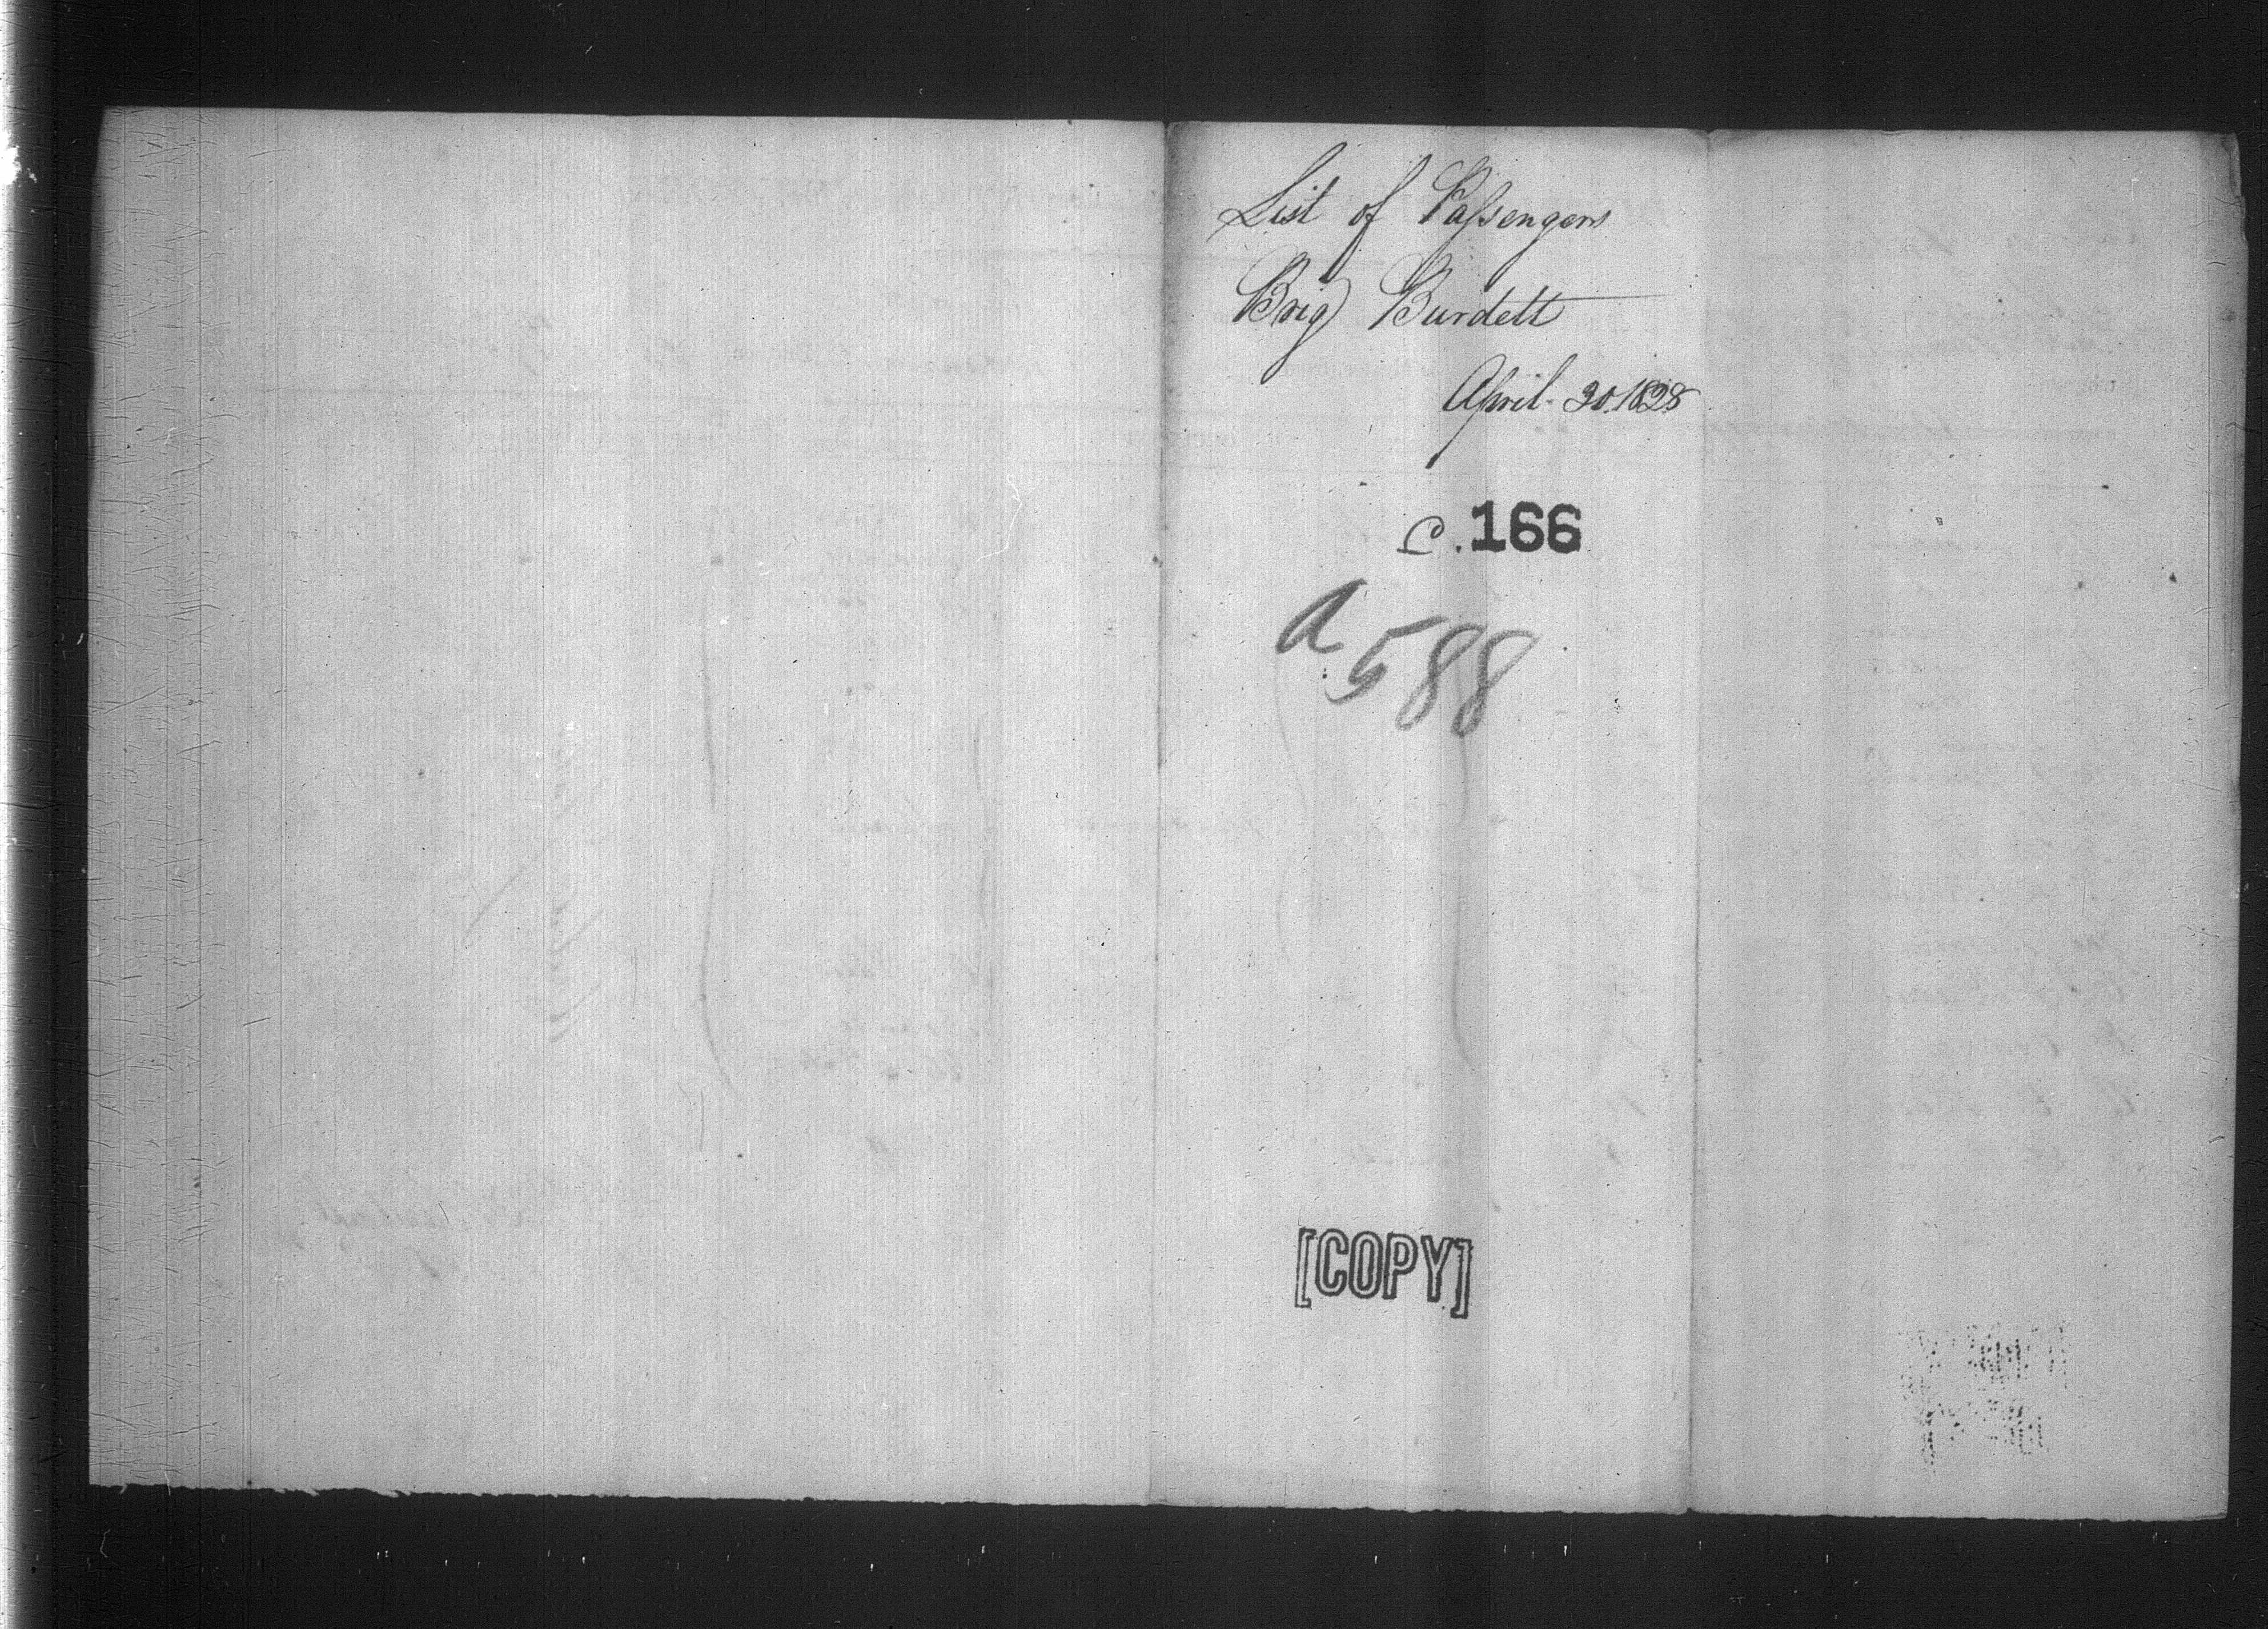 List of Passengers
Brig Burdett
April 30. 1828
c. 166
a 588
[COPY]